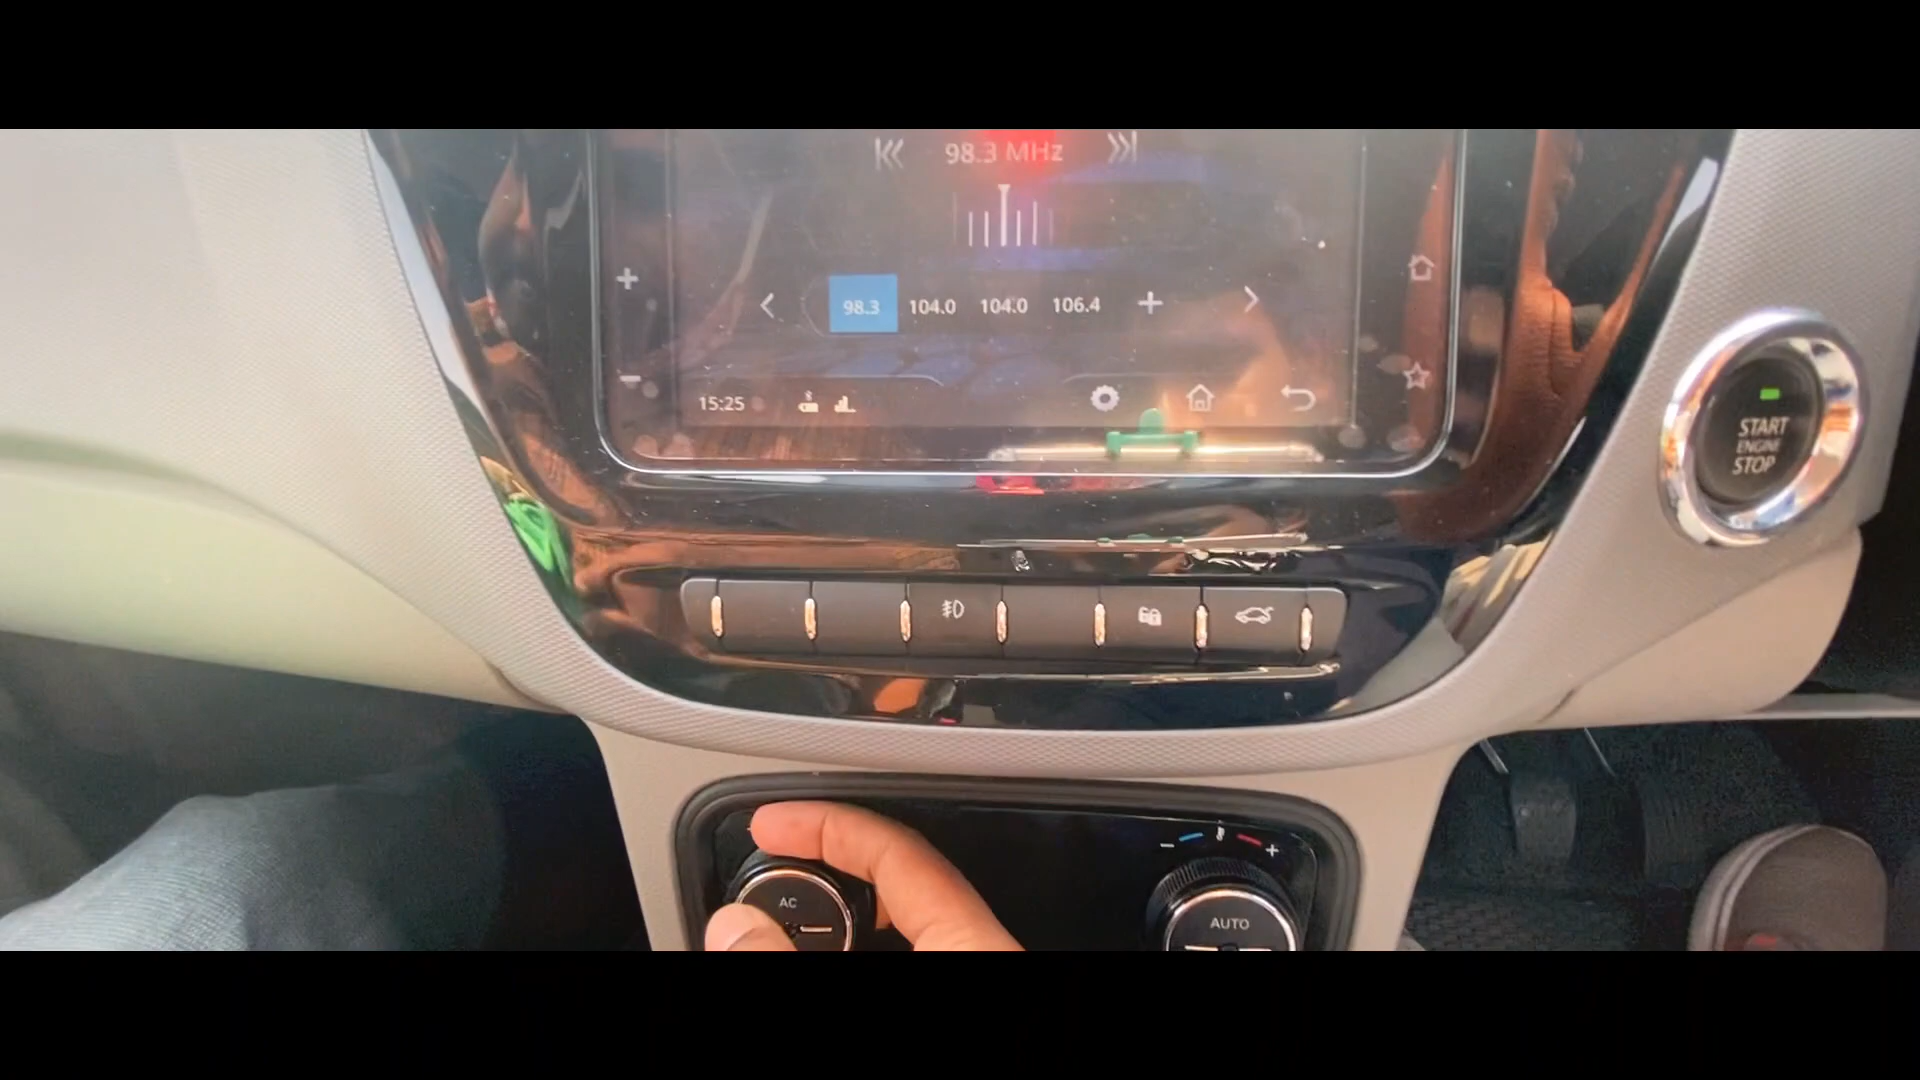 98.3 MHz
98.3 104.0 104.0 106.4
15:25
START
ENGINE
STOP
AC
AUTO